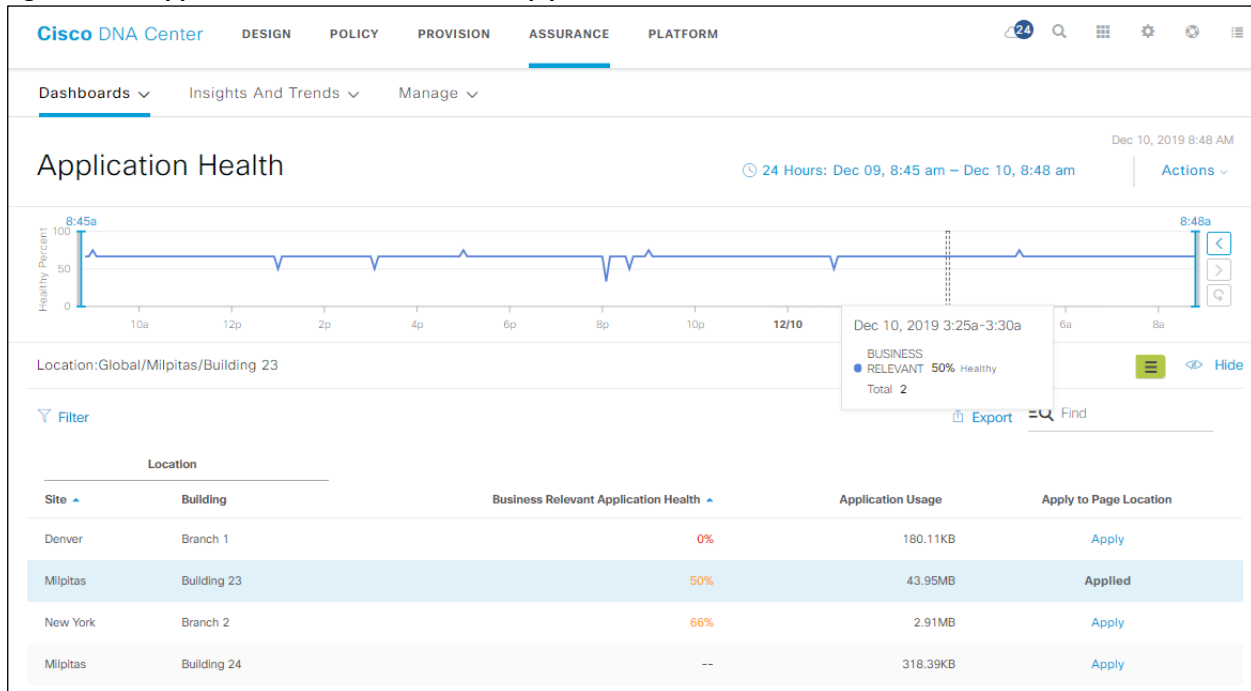 Cisco DNA Center DESIGN POLICY PROVISION ASSURANCE PLATFORM 24
Dashboards Insights And Trends Manage
Dec 10, 2019 8:48 AM
Application Health
24 Hours: Dec 09, 8:45 am – Dec 10, 8:48 am
Actions
8:45a
8:48a
Healthy Percent
100
50
0
10a 12p 2p 4p 6p 8p 10p 12/10 6a 8a
Dec 10, 2019 3:25a-3:30a
BUSINESS
RELEVANT 50% Healthy
Total 2
Location:Global/Milpitas/Building 23
Hide
Filter
Export
Find
Location
Site Building Business Relevant Application Health Application Usage Apply to Page Location
Denver Branch 1 0% 180.11KB Apply
Milpitas Building 23 50% 43.95MB Applied
New York Branch 2 66% 2.91MB Apply
Milpitas Building 24 -- 318.39KB Apply